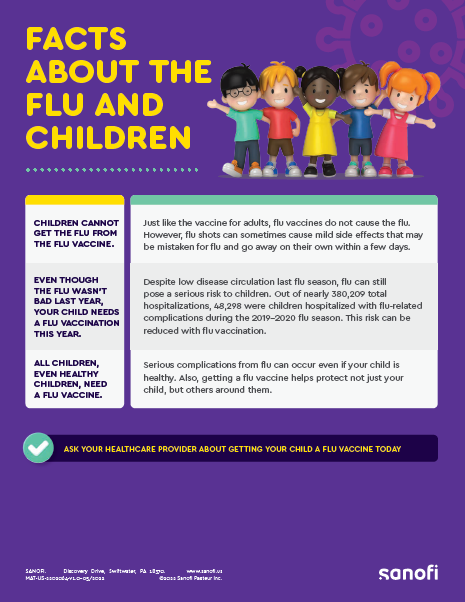 FACTS
ABOUT THE
FLU AND
CHILDREN
CHILDREN CANNOT
GET THE FLU FROM
THE FLU VACCINE.
Just like the vaccine for adults, flu vaccines do not cause the flu.
However, flu shots can sometimes cause mild side effects that may
be mistaken for flu and go away on their own within a few days.
EVEN THOUGH
THE FLU WASN'T
BAD LAST YEAR,
YOUR CHILD NEEDS
A FLU VACCINATION
THIS YEAR.
Despite low disease circulation last flu season, flu can still
pose a serious risk to children. Out of nearly 380,209 total
hospitalizations, 48,298 were children hospitalized with flu-related
complications during the 2019–2020 flu season. This risk can be
reduced with flu vaccination.
ALL CHILDREN,
EVEN HEALTHY
CHILDREN, NEED
A FLU VACCINE.
Serious complications from flu can occur even if your child is
healthy. Also, getting a flu vaccine helps protect not just your
child, but others around them.
ASK YOUR HEALTHCARE PROVIDER ABOUT GETTING YOUR CHILD A FLU VACCINE TODAY
SANOFI. Discovery Drive, Swiftwater, PA 18370. www.sanofi.us
©2022 Sanofi Pasteur Inc.
sanofi